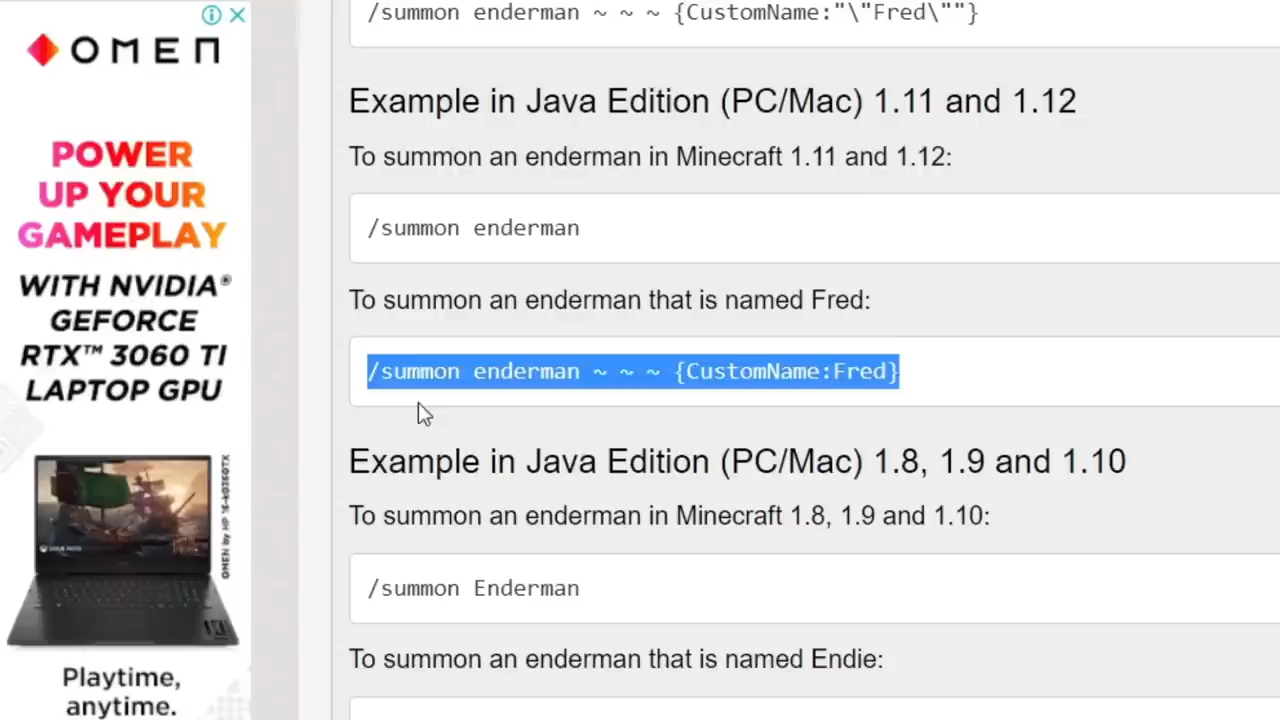 OMEN
POWER
UP YOUR
GAMEPLAY
WITH NVIDIA®
GEFORCE
RTX™ 3060 TI
LAPTOP GPU
Playtime,
anytime.
/summon enderman ~ ~ ~ {CustomName:"\"Fred\""}
Example in Java Edition (PC/Mac) 1.11 and 1.12
To summon an enderman in Minecraft 1.11 and 1.12:
/summon enderman
To summon an enderman that is named Fred:
/summon enderman ~ ~ ~ {CustomName:Fred}
Example in Java Edition (PC/Mac) 1.8, 1.9 and 1.10
To summon an enderman in Minecraft 1.8, 1.9 and 1.10:
/summon Enderman
To summon an enderman that is named Endie: